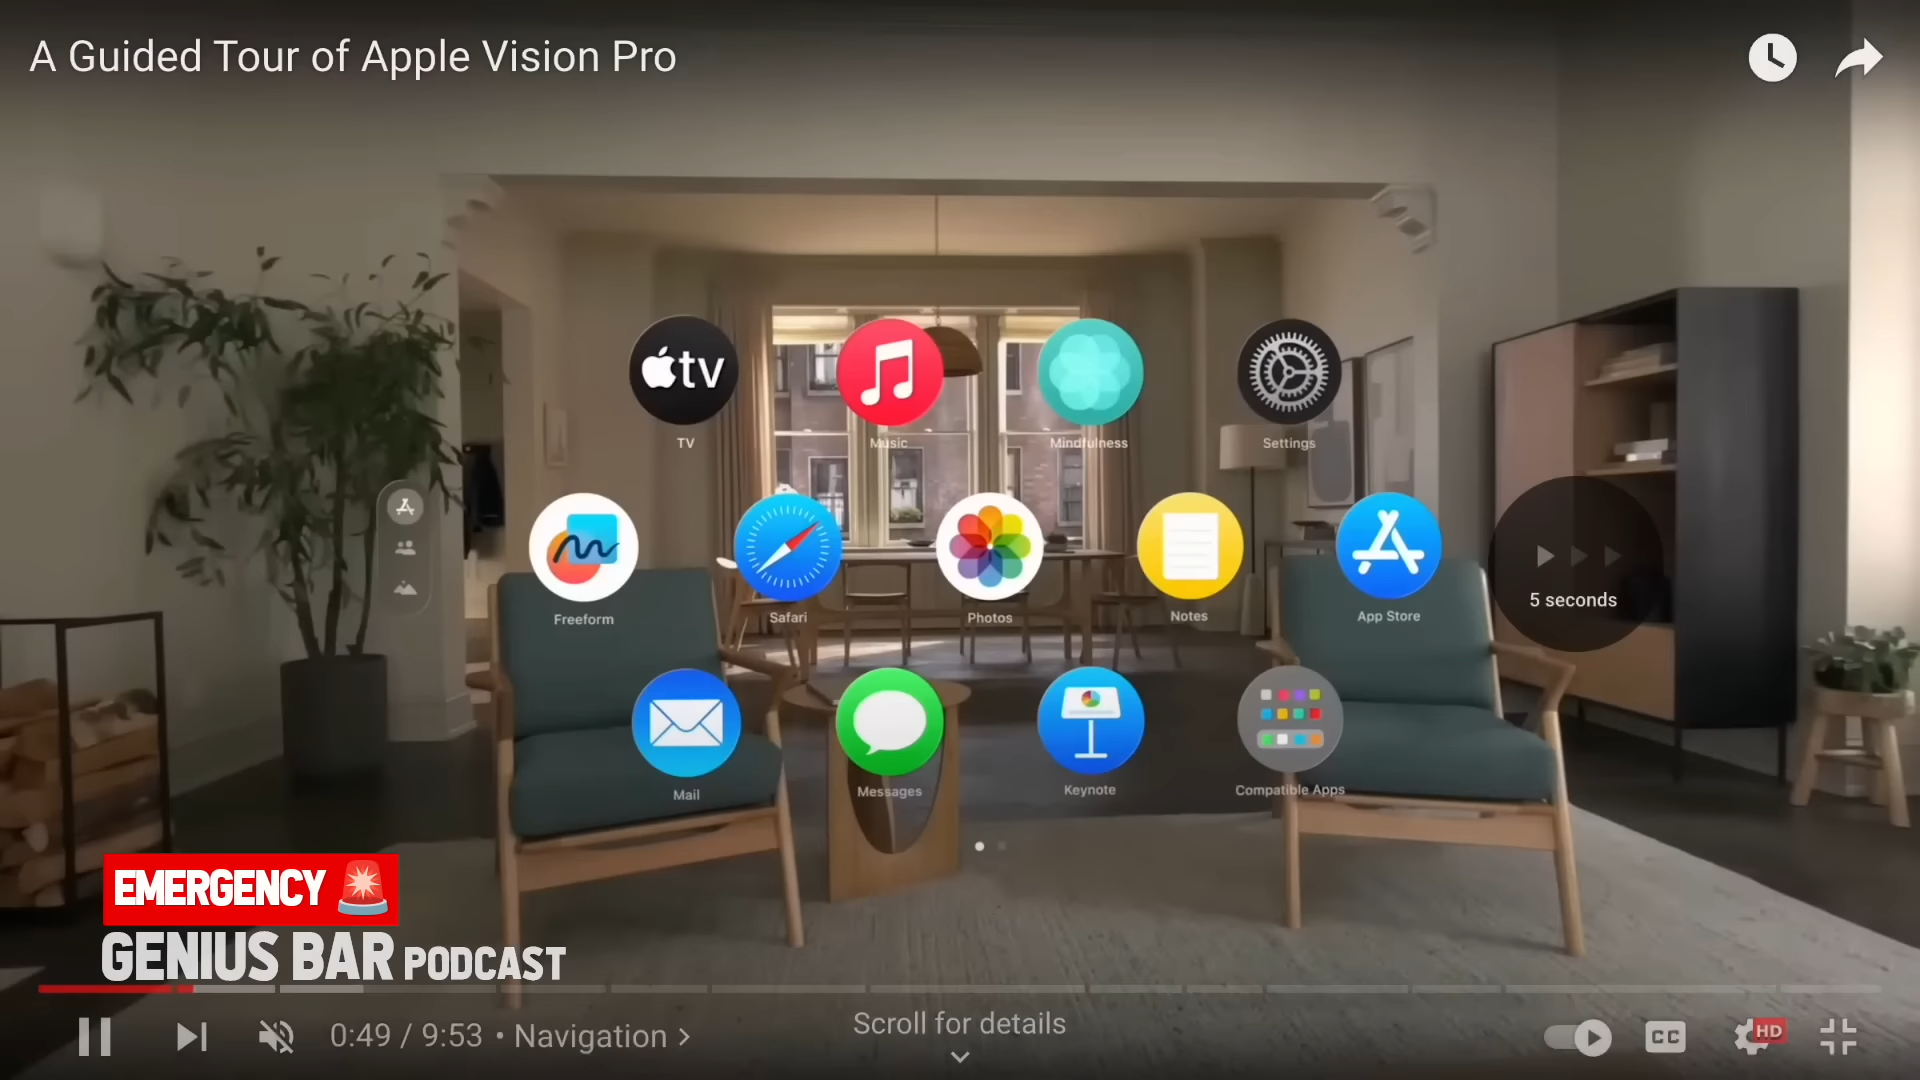 A Guided Tour of Apple Vision Pro
tv
TV
Music
Mindfulness
Settings
Freeform
Safari
Photos
Notes
App Store
5 seconds
Mail
Messages
Keynote
Compatible Apps
EMERGENCY
GENIUS BAR PODCAST
0:49 / 9:53 • Navigation
Scroll for details
CC
HD